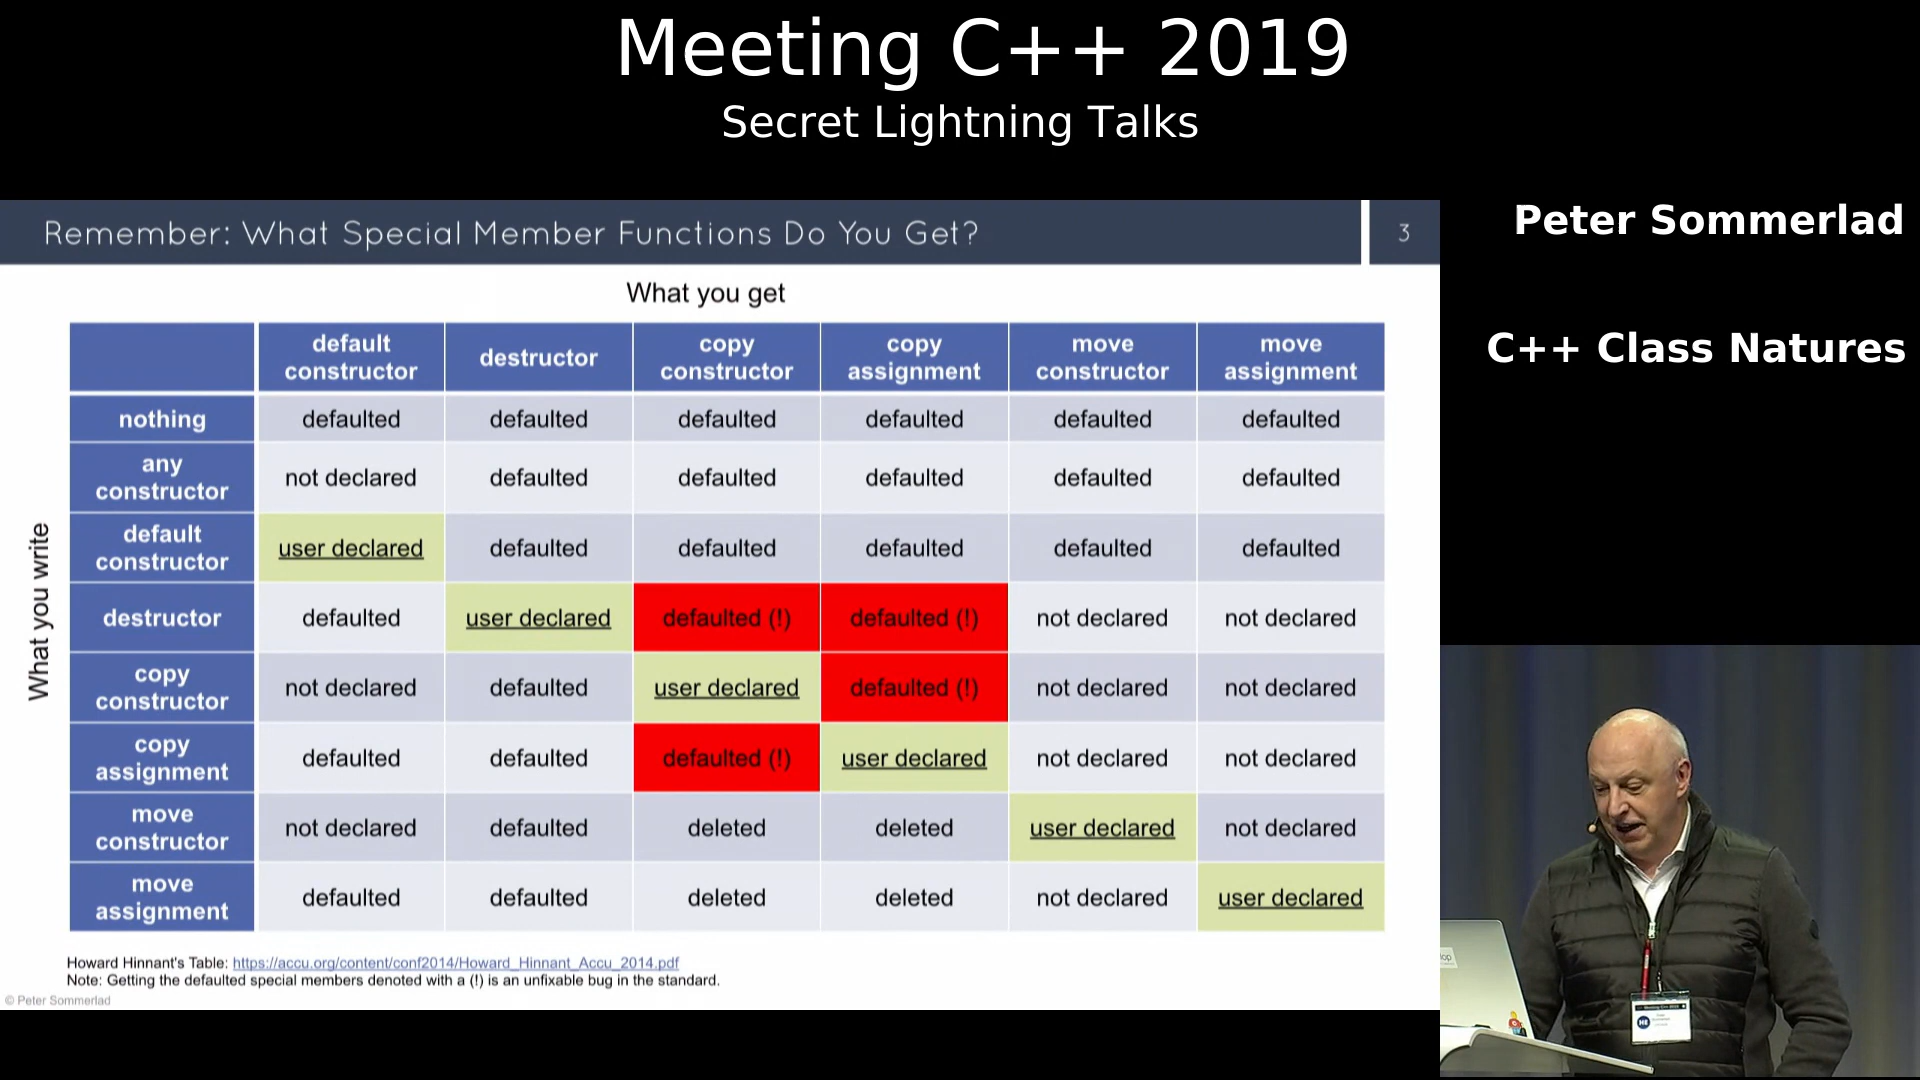 Meeting C++ 2019
Secret Lightning Talks
Peter Sommerlad
C++ Class Natures
Remember: What Special Member Functions Do You Get?
3
What you get
What you write
default constructor
destructor
copy constructor
copy assignment
move constructor
move assignment
nothing
defaulted
defaulted
defaulted
defaulted
defaulted
defaulted
any constructor
not declared
defaulted
defaulted
defaulted
defaulted
defaulted
default constructor
user declared
defaulted
defaulted
defaulted
defaulted
defaulted
destructor
defaulted
user declared
defaulted (!)
defaulted (!)
not declared
not declared
copy constructor
not declared
defaulted
user declared
defaulted (!)
not declared
not declared
copy assignment
defaulted
defaulted
defaulted (!)
user declared
not declared
not declared
move constructor
not declared
defaulted
deleted
deleted
user declared
not declared
move assignment
defaulted
defaulted
deleted
deleted
not declared
user declared
Howard Hinnant's Table: https://accu.org/content/conf2014/Howard_Hinnant_Accu_2014.pdf
Note: Getting the defaulted special members denoted with a (!) is an unfixable bug in the standard.
© Peter Sommerlad